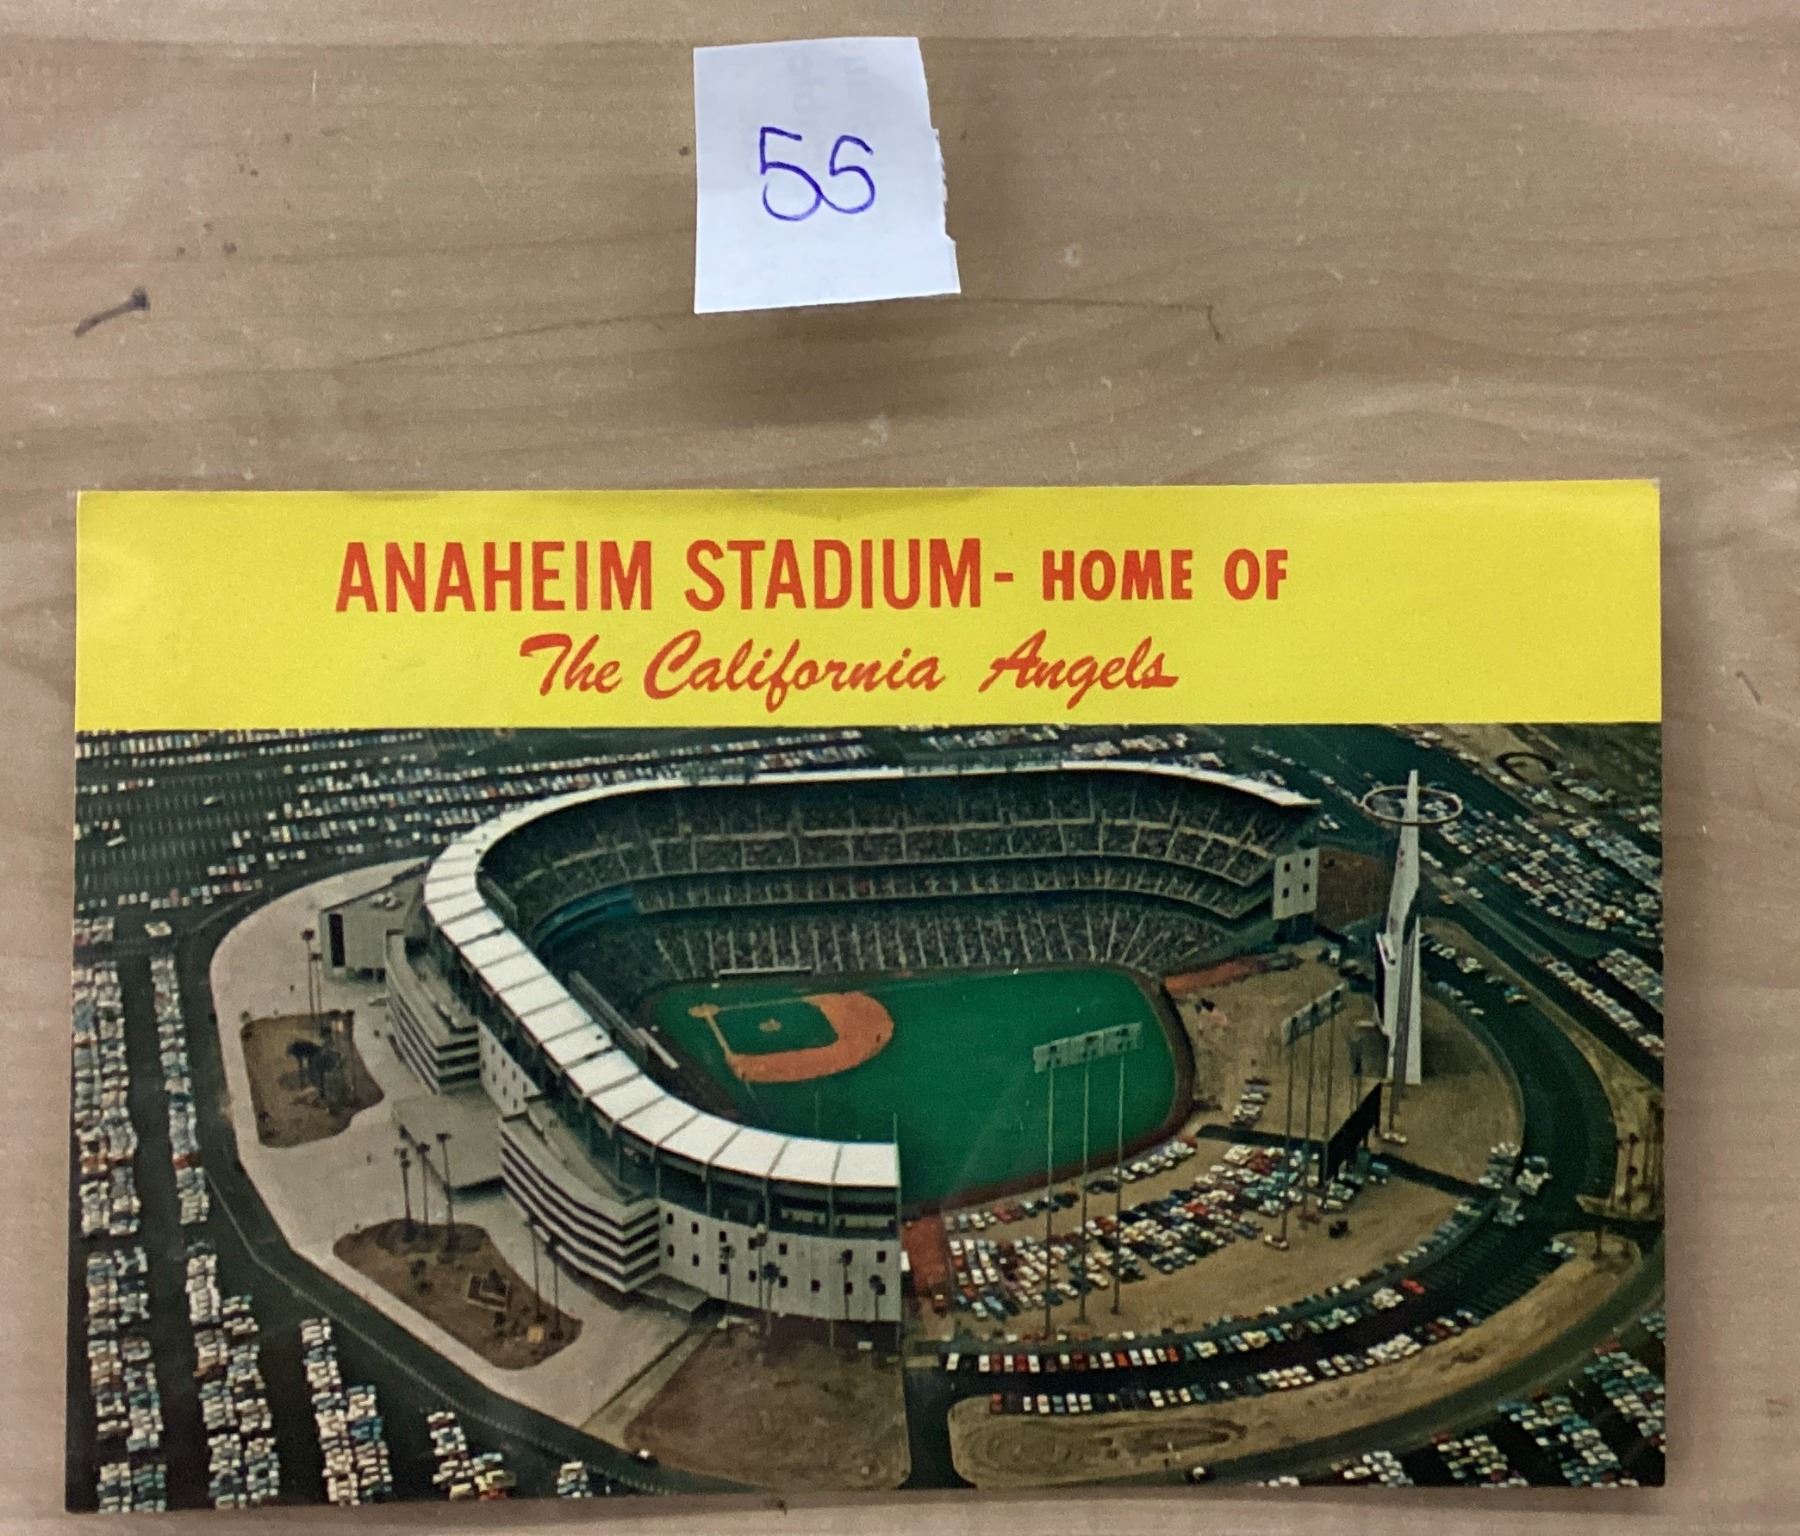 55
ANAHEIM STADIUM - HOME OF
The California Angels